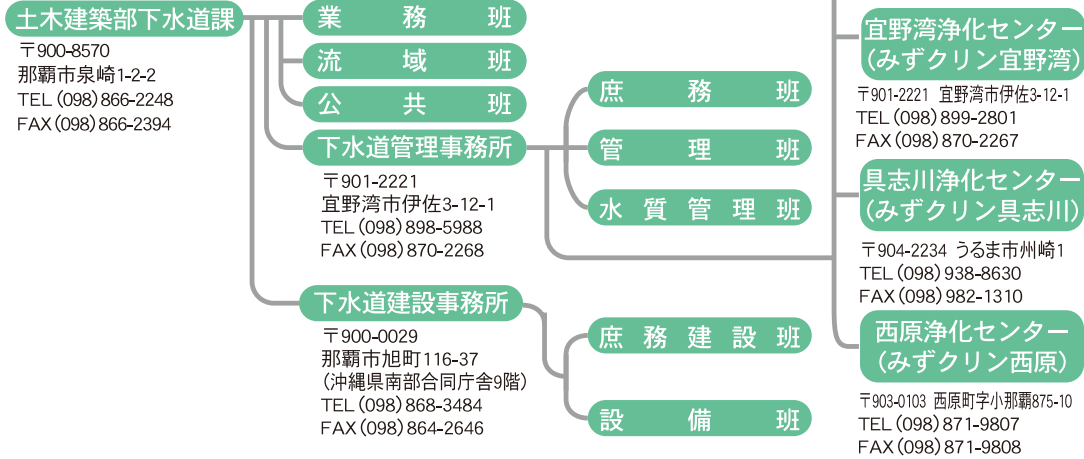 土木建築部下水道課
〒900-8570
那覇市泉崎1-2-2
TEL (098) 866-2248
FAX (098) 866-2394
業務班
流域班
公共班
下水道管理事務所
〒901-2221
宜野湾市伊佐3-12-1
TEL (098) 898-5988
FAX (098) 870-2268
庶務班
管理班
水質管理班
下水道建設事務所
〒900-0029
那覇市旭町116-37
(沖縄県南部合同庁舎9階)
TEL (098) 868-3484
FAX (098) 864-2646
庶務建設班
設備班
宜野湾浄化センター
(みずクリン宜野湾)
〒901-2221 宜野湾市伊佐3-12-1
TEL (098) 899-2801
FAX (098) 870-2267
具志川浄化センター
(みずクリン具志川)
〒904-2234 うるま市州崎1
TEL (098) 938-8630
FAX (098) 982-1310
西原浄化センター
(みずクリン西原)
〒903-0103 西原町字小那覇875-10
TEL (098) 871-9807
FAX (098) 871-9808